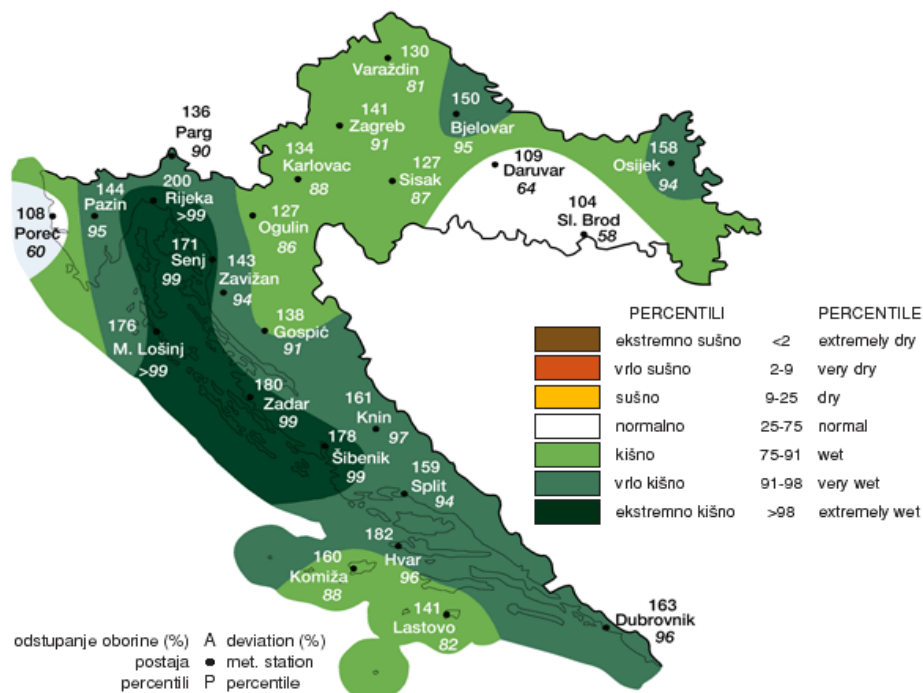 130
Varaždin
81
150
Bjelovar
95
136
Parg
90
141
Zagreb
91
158
Osijek
94
134
Karlovac
88
109
Daruvar
64
127
Sisak
87
200
Rijeka
>99
144
Pazin
95
108
Poreč
60
127
Ogulin
86
104
Sl. Brod
58
171
Senj
99
143
Zavižan
94
138
Gospić
91
176
M. Lošinj
>99
180
Zadar
99
161
Knin
97
178
Šibenik
99
159
Split
94
182
Hvar
96
160
Komiža
88
141
Lastovo
82
163
Dubrovnik
96
PERCENTILI PERCENTILE
ekstremno sušno <2 extremely dry
vrlo sušno 2-9 very dry
sušno 9-25 dry
normalno 25-75 normal
kišno 75-91 wet
vrlo kišno 91-98 very wet
ekstremno kišno >98 extremely wet
odstupanje oborine (%) A deviation (%)
postaja met. station
percentili P percentile